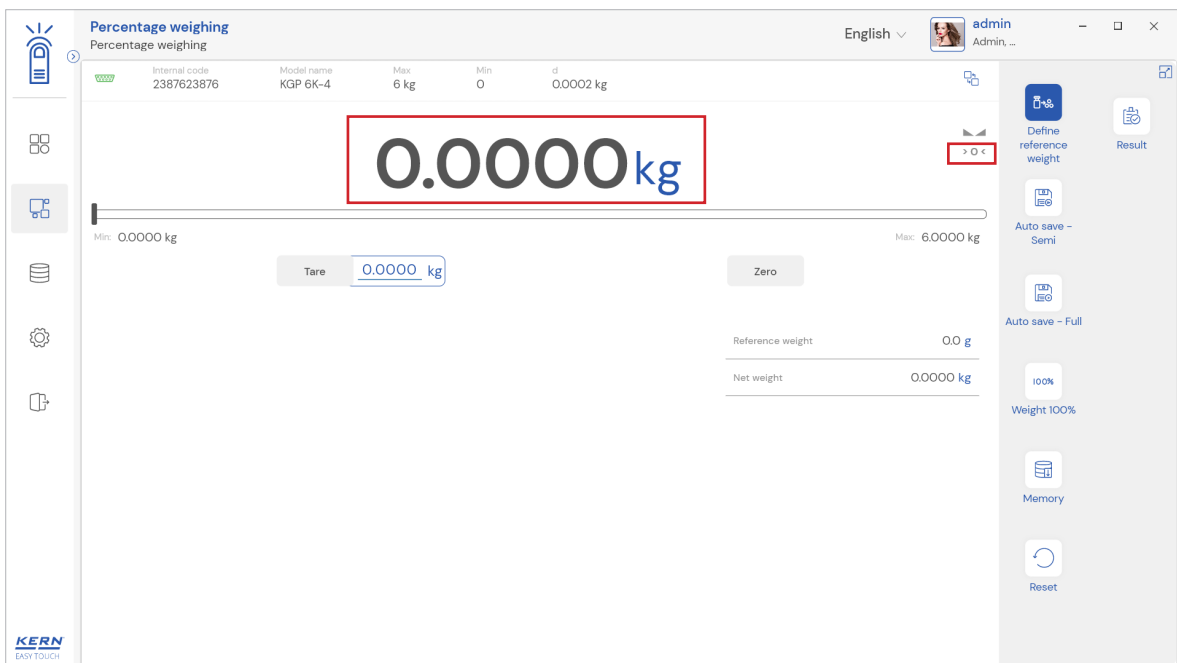 Percentage weighing
Percentage weighing
English
admin
Admin, ...
Internal code
2387623876
Model name
KGP 6K-4
Max
6 kg
Min
0
d
0.0002 kg
0.0000 kg
>0<
Min: 0.0000 kg
Max: 6.0000 kg
Tare
0.0000 kg
Zero
Reference weight
0.0 g
Net weight
0.0000 kg
Define
reference
weight
Result
Auto save -
Semi
Auto save - Full
100%
Weight 100%
Memory
Reset
KERN
EASY TOUCH